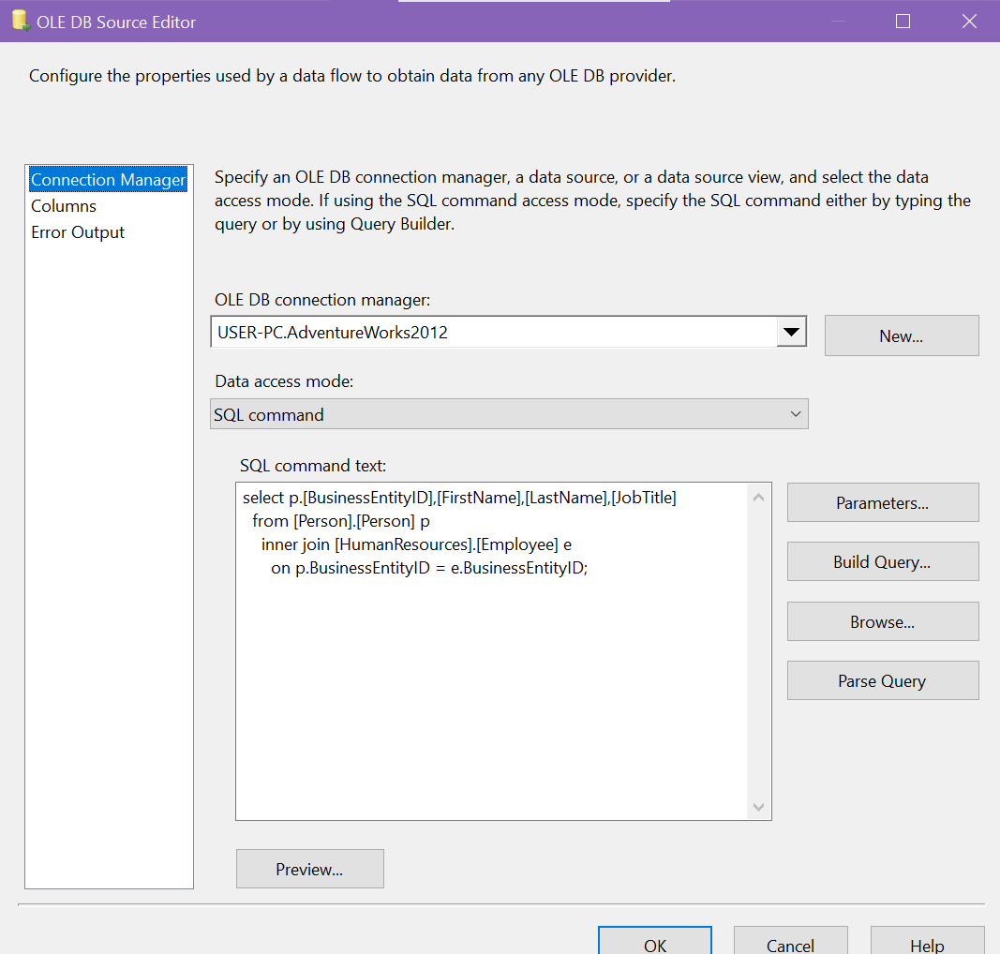 OLE DB Source Editor
Configure the properties used by a data flow to obtain data from any OLE DB provider.
Connection Manager
Columns
Error Output
Specify an OLE DB connection manager, a data source, or a data source view, and select the data
access mode. If using the SQL command access mode, specify the SQL command either by typing the
query or by using Query Builder.
OLE DB connection manager:
USER-PC.AdventureWorks2012
New...
Data access mode:
SQL command
SQL command text:
select p.[BusinessEntityID],[FirstName],[LastName],[JobTitle]
from [Person].[Person] p
inner join [HumanResources].[Employee] e
on p.BusinessEntityID = e.BusinessEntityID;
Parameters...
Build Query...
Browse...
Parse Query
Preview...
OK
Cancel
Help